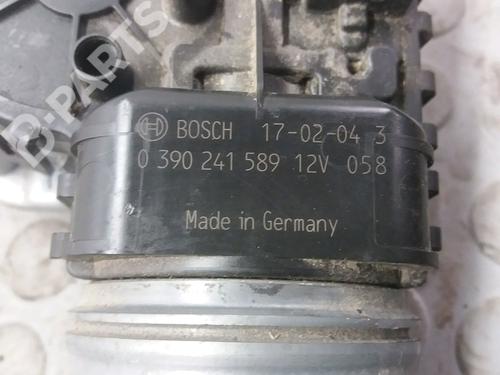 B-PARTS
BOSCH 17-02-04 3
0 390 241 589 12V 058
Made in Germany